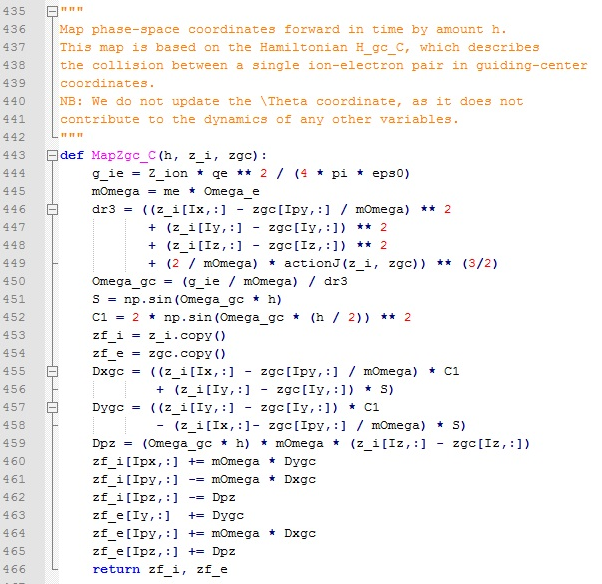 435 """
436 Map phase-space coordinates forward in time by amount h.
437 This map is based on the Hamiltonian H_gc_C, which describes
438 the collision between a single ion-electron pair in guiding-center
439 coordinates.
440 NB: We do not update the \Theta coordinate, as it does not
441 contribute to the dynamics of any other variables.
442 """
443 def MapZgc_C(h, z_i, zgc):
444 g_ie = Z_ion * qe ** 2 / (4 * pi * eps0)
445 mOmega = me * Omega_e
446 dr3 = ((z_i[Ix,:] - zgc[Ipy,:] / mOmega) ** 2
447 + (z_i[Iy,:] - zgc[Iy,:]) ** 2
448 + (z_i[Iz,:] - zgc[Iz,:]) ** 2
449 + (2 / mOmega) * actionJ(z_i, zgc)) ** (3/2)
450 Omega_gc = (g_ie / mOmega) / dr3
451 S = np.sin(Omega_gc * h)
452 C1 = 2 * np.sin(Omega_gc * (h / 2)) ** 2
453 zf_i = z_i.copy()
454 zf_e = zgc.copy()
455 Dxgc = ((z_i[Ix,:] - zgc[Ipy,:] / mOmega) * C1
456 + (z_i[Iy,:] - zgc[Iy,:]) * S)
457 Dygc = ((z_i[Iy,:] - zgc[Iy,:]) * C1
458 - (z_i[Ix,:] - zgc[Ipy,:] / mOmega) * S)
459 Dpz = (Omega_gc * h) * mOmega * (z_i[Iz,:] - zgc[Iz,:])
460 zf_i[Ipx,:] += mOmega * Dygc
461 zf_i[Ipy,:] -= mOmega * Dxgc
462 zf_i[Ipz,:] -= Dpz
463 zf_e[Iy,:] += Dygc
464 zf_e[Ipy,:] += mOmega * Dxgc
465 zf_e[Ipz,:] += Dpz
466 return zf_i, zf_e